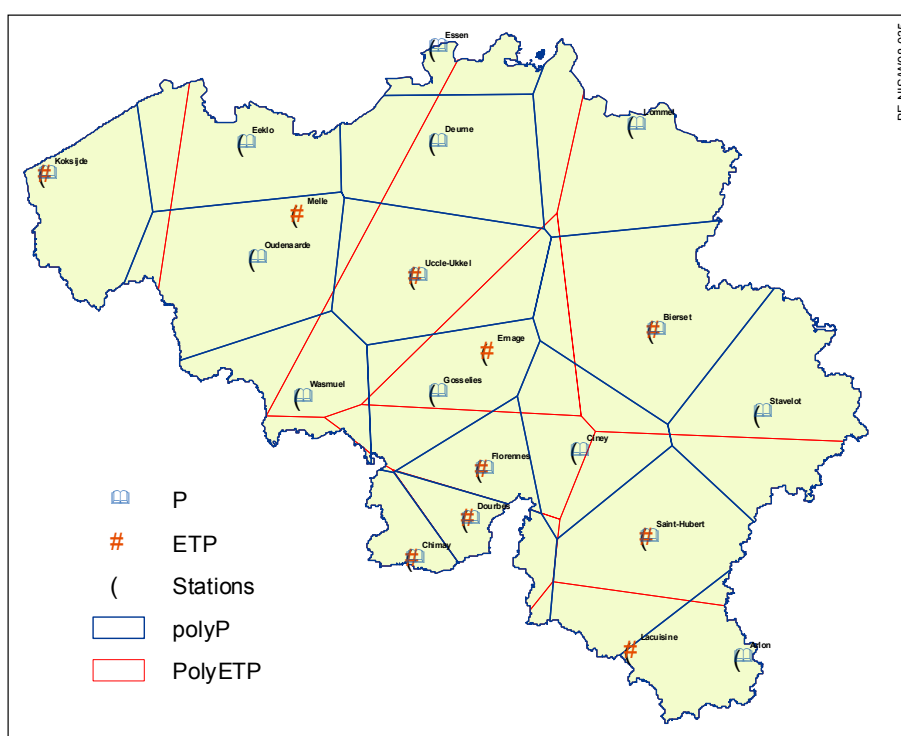 Essen
Lommel
Eeklo
Deurne
Koksijde
Melle
Oudenaarde
Uccle-Ukkel
Bierset
Ernage
Wasmuel
Gosselies
Stavelot
Ciney
Florennes
Dourbes
Saint-Hubert
Chimay
Lacuisine
Arlon
P
ETP
Stations
polyP
PolyETP